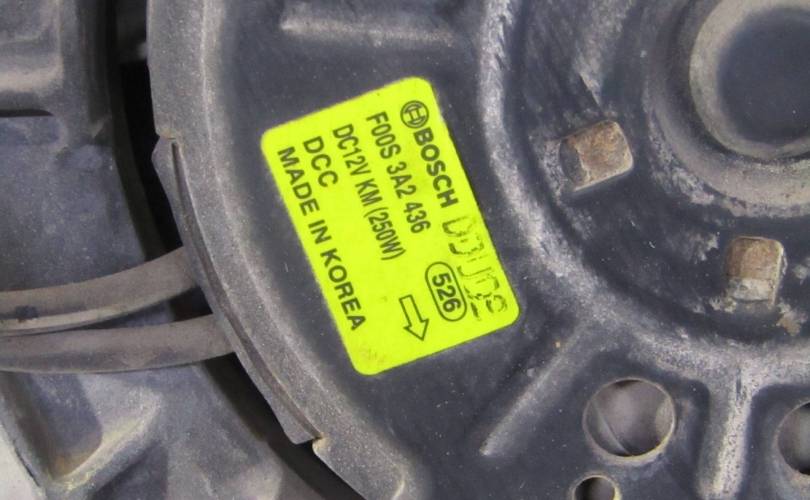 BOSCH
F00S 3A2 436
DC12V KM (250W)
DCC
526
MADE IN KOREA